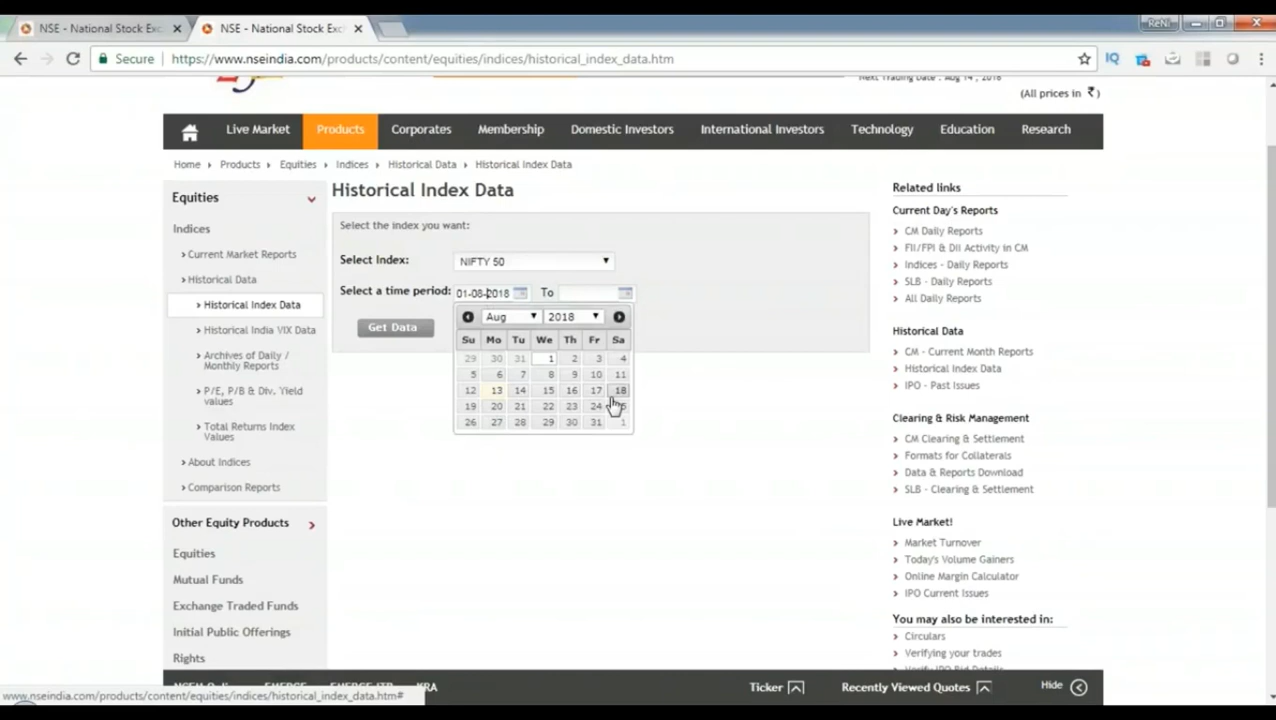 NSE - National Stock Exc
NSE - National Stock Exc
ReNi
Secure
https://www.nseindia.com/products/content/equities/indices/historical_index_data.htm
Next Trading Date : Aug 14 , 2018
(All prices in ₹)
Live Market Products Corporates Membership Domestic Investors International Investors Technology Education Research
Home › Products › Equities › Indices › Historical Data › Historical Index Data
Equities
Indices
› Current Market Reports
› Historical Data
› Historical Index Data
› Historical India VIX Data
› Archives of Daily /
Monthly Reports
› P/E, P/B & Div. Yield
values
› Total Returns Index
Values
› About Indices
› Comparison Reports
Other Equity Products
Equities
Mutual Funds
Exchange Traded Funds
Initial Public Offerings
Rights
Historical Index Data
Select the index you want:
Select Index: NIFTY 50
Select a time period: 01-08-2018 To
Get Data
Aug 2018
Su Mo Tu We Th Fr Sa
29 30 31 1 2 3 4
5 6 7 8 9 10 11
12 13 14 15 16 17 18
19 20 21 22 23 24
26 27 28 29 30 31 1
Related links
Current Day's Reports
› CM Daily Reports
› FII/FPI & DII Activity in CM
› Indices - Daily Reports
› SLB - Daily Reports
› All Daily Reports
Historical Data
› CM - Current Month Reports
› Historical Index Data
› IPO - Past Issues
Clearing & Risk Management
› CM Clearing & Settlement
› Formats for Collaterals
› Data & Reports Download
› SLB - Clearing & Settlement
Live Market!
› Market Turnover
› Today's Volume Gainers
› Online Margin Calculator
› IPO Current Issues
You may also be interested in:
› Circulars
› Verifying your trades
› Verify IPO Bid Details
Ticker Recently Viewed Quotes Hide
www.nseindia.com/products/content/equities/indices/historical_index_data.htm#